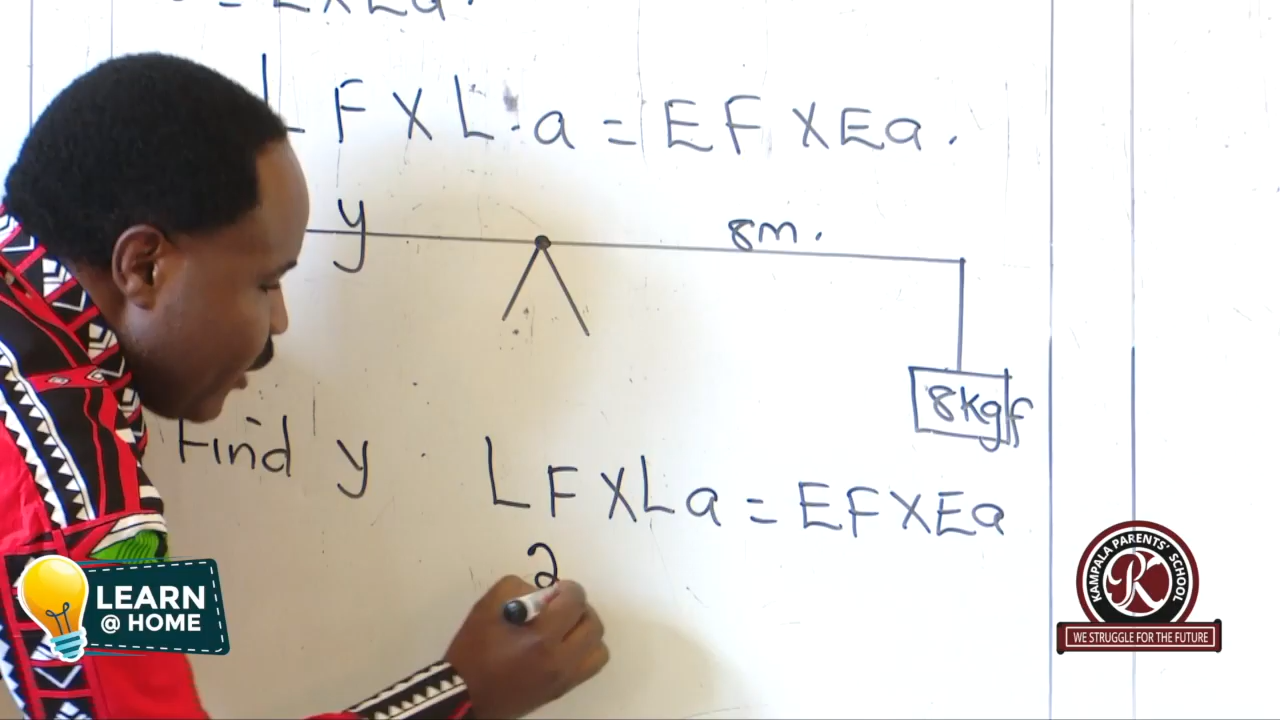 = LXEa.
LF X L.a = EF X Ea.
y 8m.
8kgf
Find y. LF X La = EF X Ea
2
LEARN
@ HOME
KAMPALA PARENTS' SCHOOL
WE STRUGGLE FOR THE FUTURE